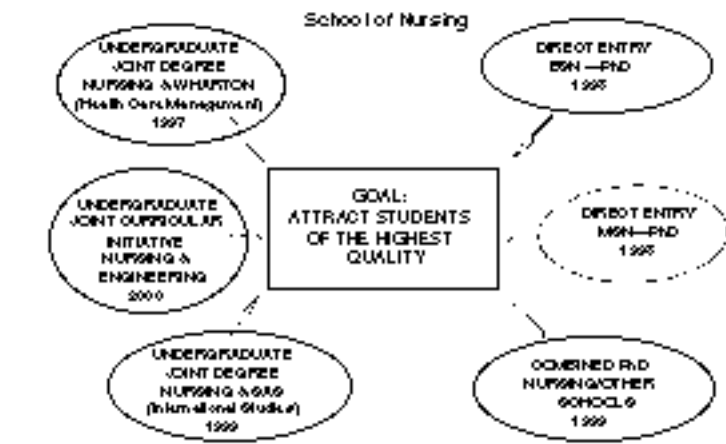 School of Nursing
UNDERGRADUATE
JOINT DEGREE
NURSING & WHARTON
(Health Care Management)
1997
DIRECT ENTRY
BSN —PhD
GOAL:
ATTRACT STUDENTS
OF THE HIGHEST
QUALITY
UNDERGRADUATE
JOINT CURRICULAR
INITIATIVE
NURSING &
ENGINEERING
2000
DIRECT ENTRY
MSN—PhD
UNDERGRADUATE
JOINT DEGREE
NURSING & SAS
(International Studies)
1999
COMBINED PhD
NURSING/OTHER
SCHOOLS
1999